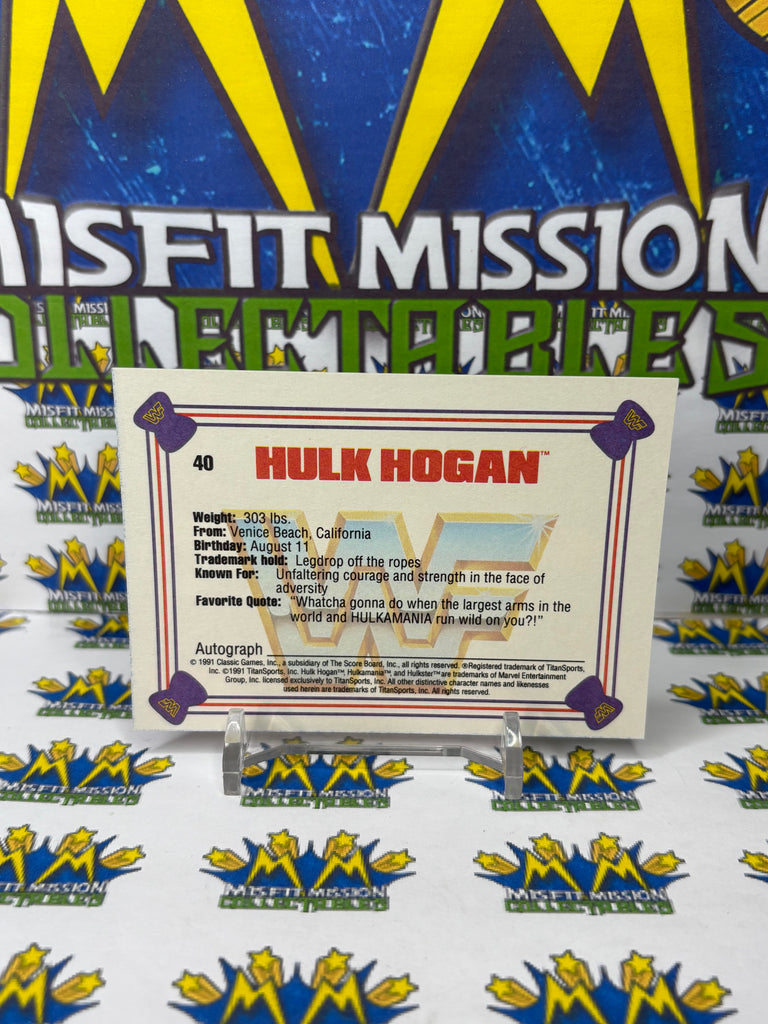 MISFIT MISSION
COLLECTABLES
40
HULK HOGAN™
Weight: 303 lbs.
From: Venice Beach, California
Birthday: August 11
Trademark hold: Legdrop off the ropes
Known For: Unfaltering courage and strength in the face of
adversity
Favorite Quote: "Whatcha gonna do when the largest arms in the
world and HULKAMANIA run wild on you?!"
Autograph
© 1991 Classic Games, Inc., a subsidiary of The Score Board, Inc., all rights reserved. ®Registered trademark of TitanSports,
Inc. ©1991 TitanSports, Inc. Hulk Hogan™, Hulkamania™, and Hulkster™ are trademarks of Marvel Entertainment
Group, Inc. licensed exclusively to TitanSports, Inc. All other distinctive character names and likenesses
used herein are trademarks of TitanSports, Inc. All rights reserved.
MISFIT MISSION
COLLECTABLES